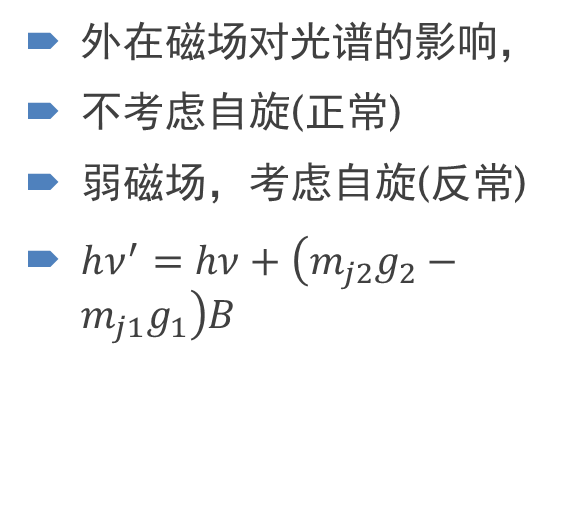 外在磁场对光谱的影响，
不考虑自旋(正常)
弱磁场，考虑自旋(反常)
hν′ = hν + (m_{j2}g_2 −
m_{j1}g_1)B